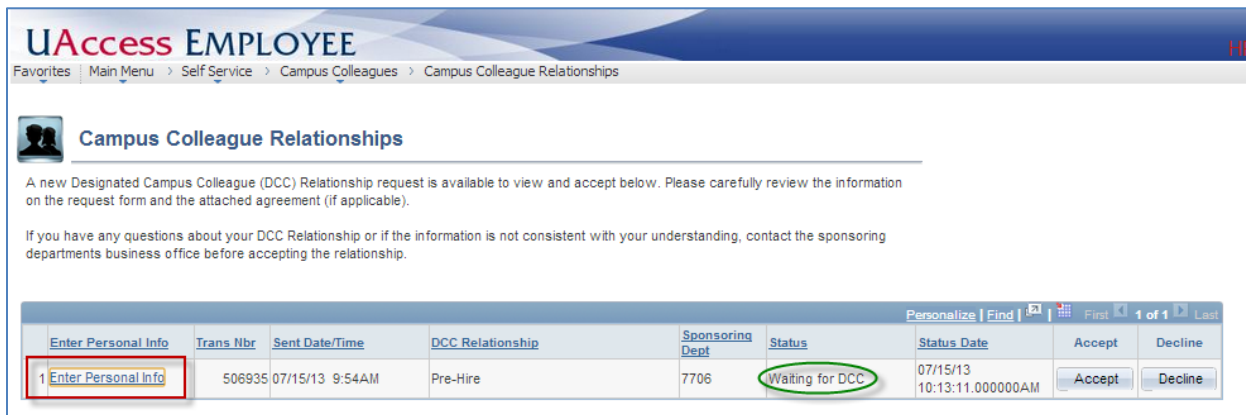 UACCESS EMPLOYEE
Favorites Main Menu > Self Service > Campus Colleagues > Campus Colleague Relationships
Campus Colleague Relationships
A new Designated Campus Colleague (DCC) Relationship request is available to view and accept below. Please carefully review the information
on the request form and the attached agreement (if applicable).
If you have any questions about your DCC Relationship or if the information is not consistent with your understanding, contact the sponsoring
departments business office before accepting the relationship.
Personalize | Find | | First 1 of 1 Last
Enter Personal Info Trans Nbr Sent Date/Time DCC Relationship Sponsoring Dept Status Status Date Accept Decline
1 Enter Personal Info 506935 07/15/13 9:54AM Pre-Hire 7706 Waiting for DCC 07/15/13 10:13:11.000000AM Accept Decline